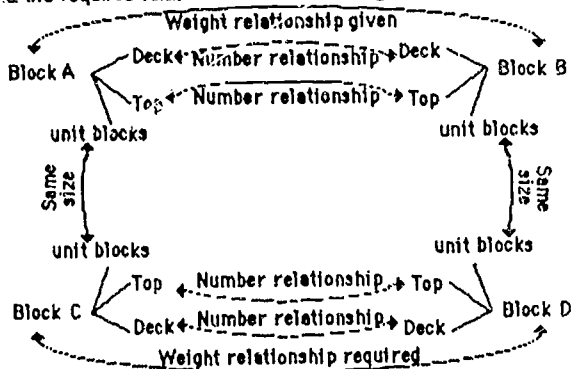 Weight relationship given
Deck Number relationship Deck
Block A Block B
Top Number relationship Top
unit blocks unit blocks
Same size Same size
unit blocks unit blocks
Top Number relationship Top
Block C Block D
Deck Number relationship Deck
Weight relationship required